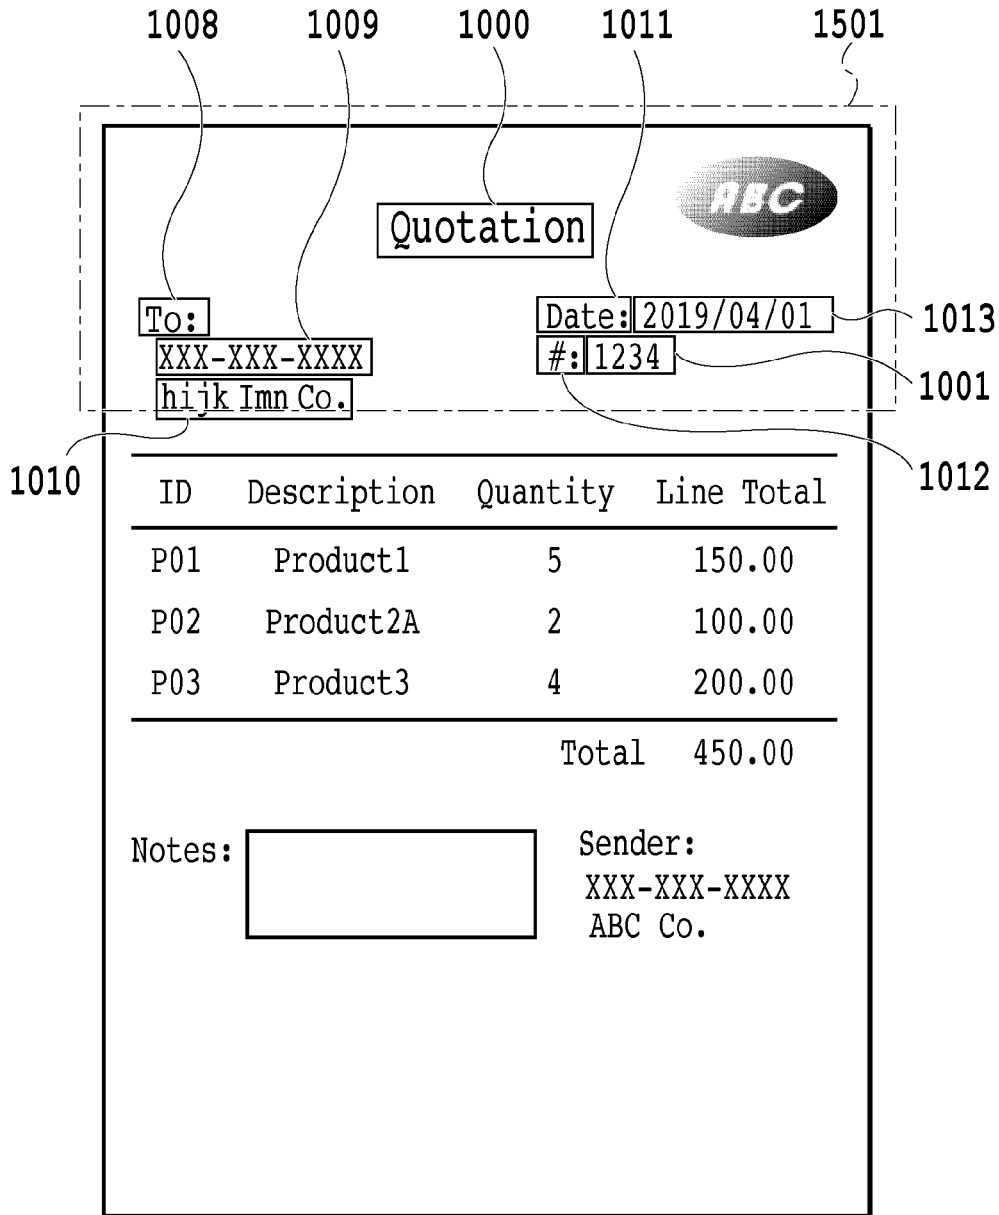 1008 1009 1000 1011 1501
ABC
Quotation
To: Date: 2019/04/01 1013
XXX-XXX-XXXX #: 1234
1001
hijk Imn Co.
1010 1012
ID Description Quantity Line Total
P01 Product1 5 150.00
P02 Product2A 2 100.00
P03 Product3 4 200.00
Total 450.00
Notes: Sender:
XXX-XXX-XXXX
ABC Co.